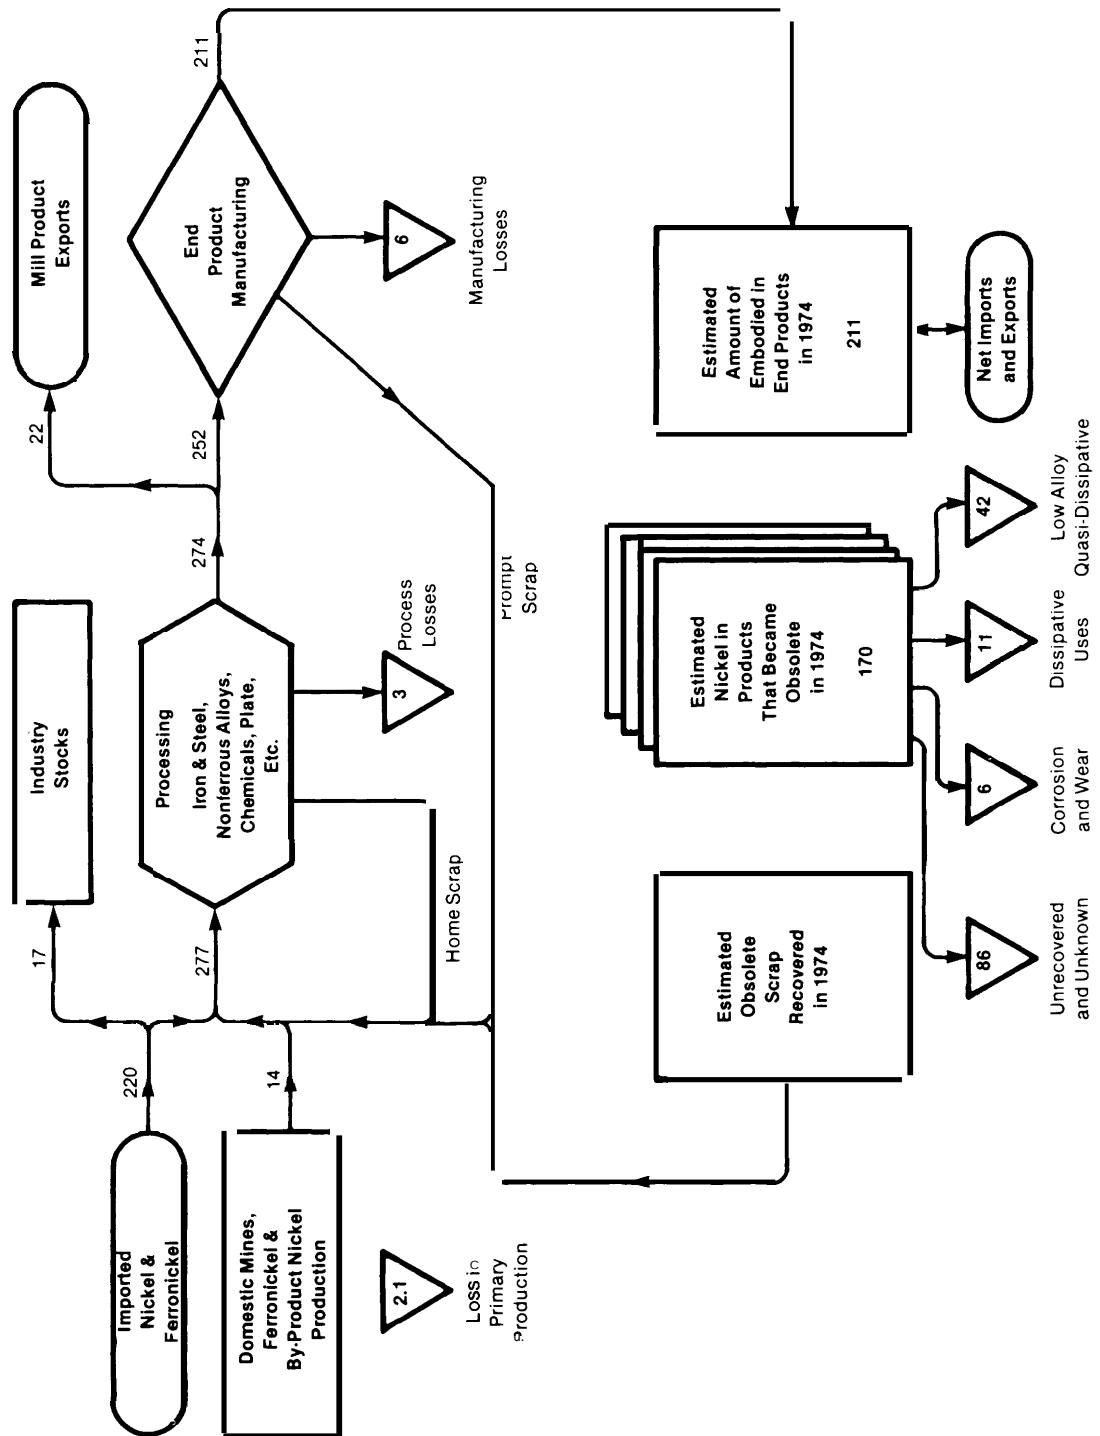 Imported
Nickel &
Ferronickel
220
Domestic Mines,
Ferronickel &
By-Product Nickel
Production
14
2.1
Loss in
Primary
Production
17
Industry
Stocks
277
Processing
Iron & Steel,
Nonferrous Alloys,
Chemicals, Plate,
Etc.
3
Process
Losses
Home Scrap
274
22
Mill Product
Exports
252
End
Product
Manufacturing
6
Manufacturing
Losses
Prompt
Scrap
211
Estimated
Obsolete
Scrap
Recovered
in 1974
Estimated
Nickel in
Products
That Became
Obsolete
in 1974
170
Estimated
Amount of
Embodied in
End Products
in 1974
211
86
Unrecovered
and Unknown
6
Corrosion
and Wear
11
Dissipative
Uses
42
Low Alloy
Quasi-Dissipative
Net Imports
and Exports